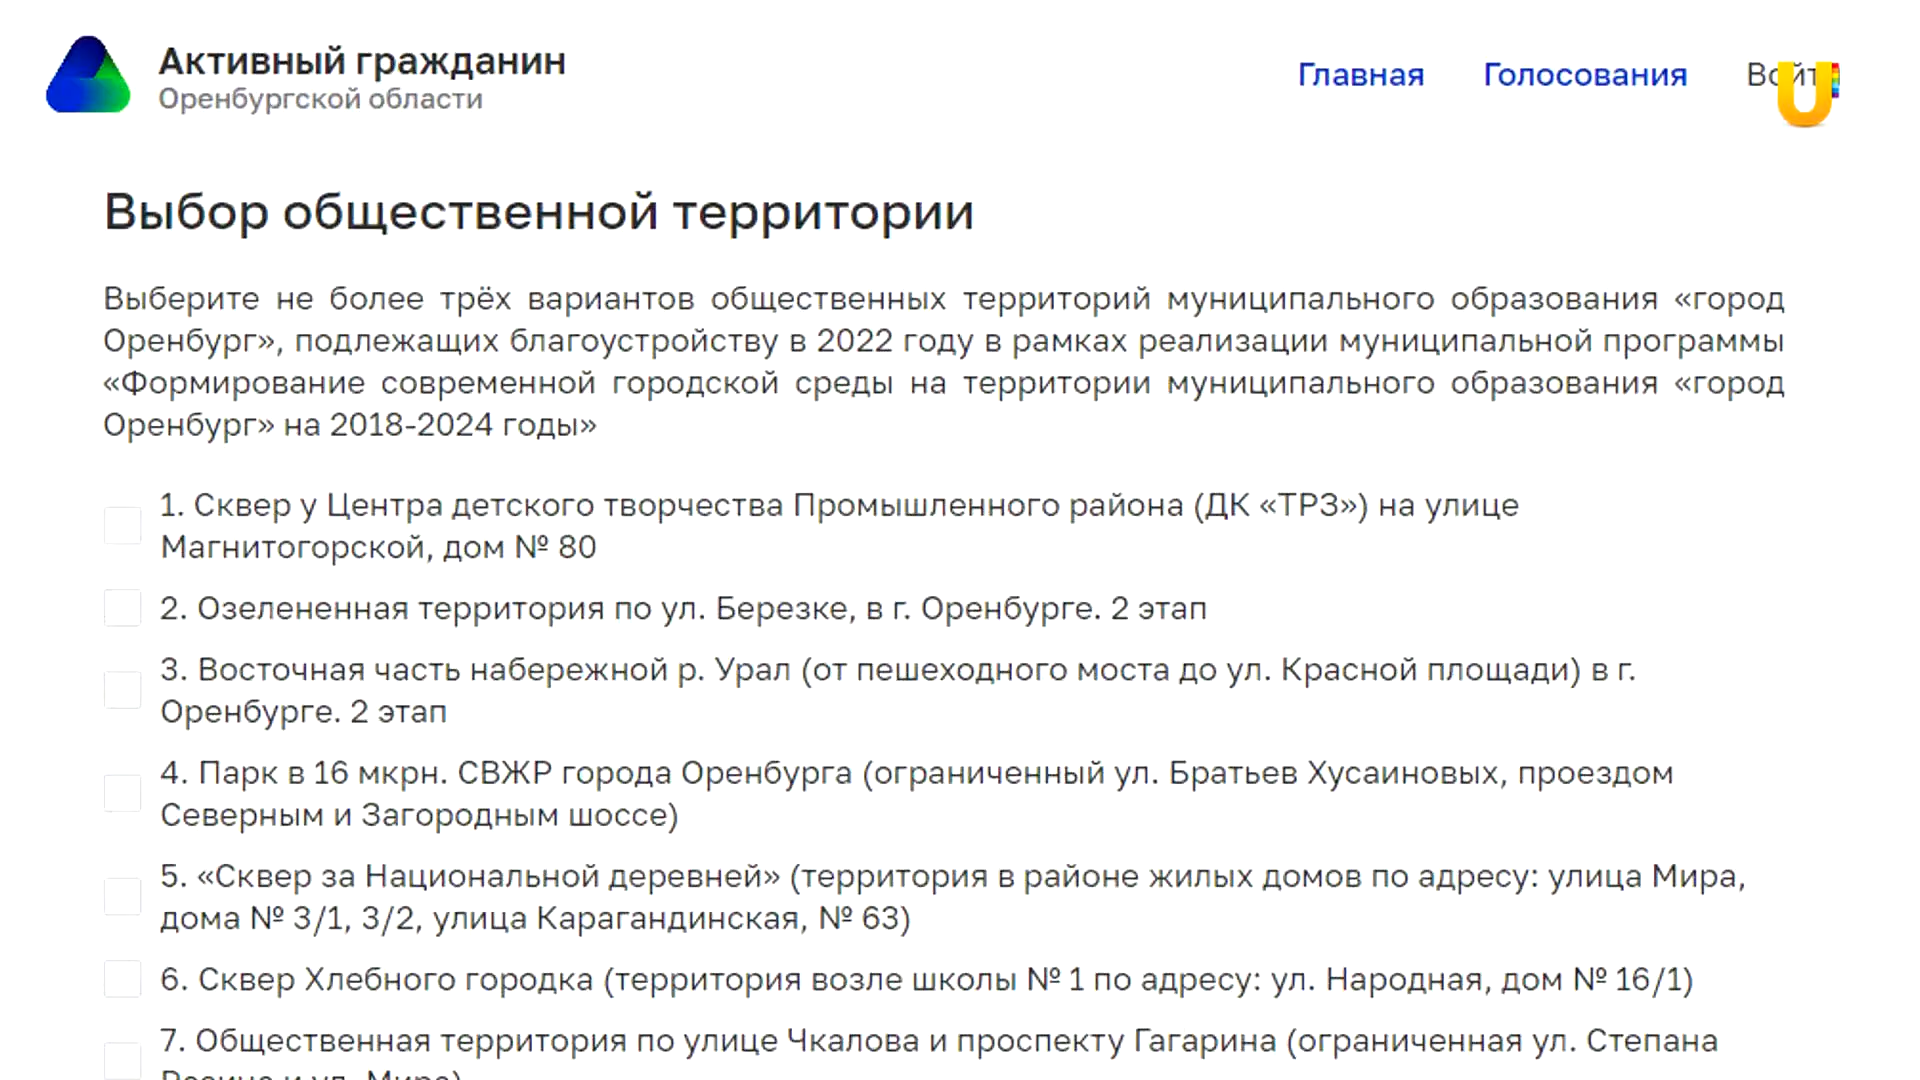 Активный гражданин
Оренбургской области
Главная
Голосования
U
Выбор общественной территории
Выберите не более трёх вариантов общественных территорий муниципального образования «город
Оренбург», подлежащих благоустройству в 2022 году в рамках реализации муниципальной программы
«Формирование современной городской среды на территории муниципального образования «город
Оренбург» на 2018-2024 годы»
1. Сквер у Центра детского творчества Промышленного района (ДК «ТРЗ») на улице
Магнитогорской, дом № 80
2. Озелененная территория по ул. Березке, в г. Оренбурге. 2 этап
3. Восточная часть набережной р. Урал (от пешеходного моста до ул. Красной площади) в г.
Оренбурге. 2 этап
4. Парк в 16 мкрн. СВЖР города Оренбурга (ограниченный ул. Братьев Хусаиновых, проездом
Северным и Загородным шоссе)
5. «Сквер за Национальной деревней» (территория в районе жилых домов по адресу: улица Мира,
дома № 3/1, 3/2, улица Карагандинская, № 63)
6. Сквер Хлебного городка (территория возле школы № 1 по адресу: ул. Народная, дом № 16/1)
7. Общественная территория по улице Чкалова и проспекту Гагарина (ограниченная ул. Степана